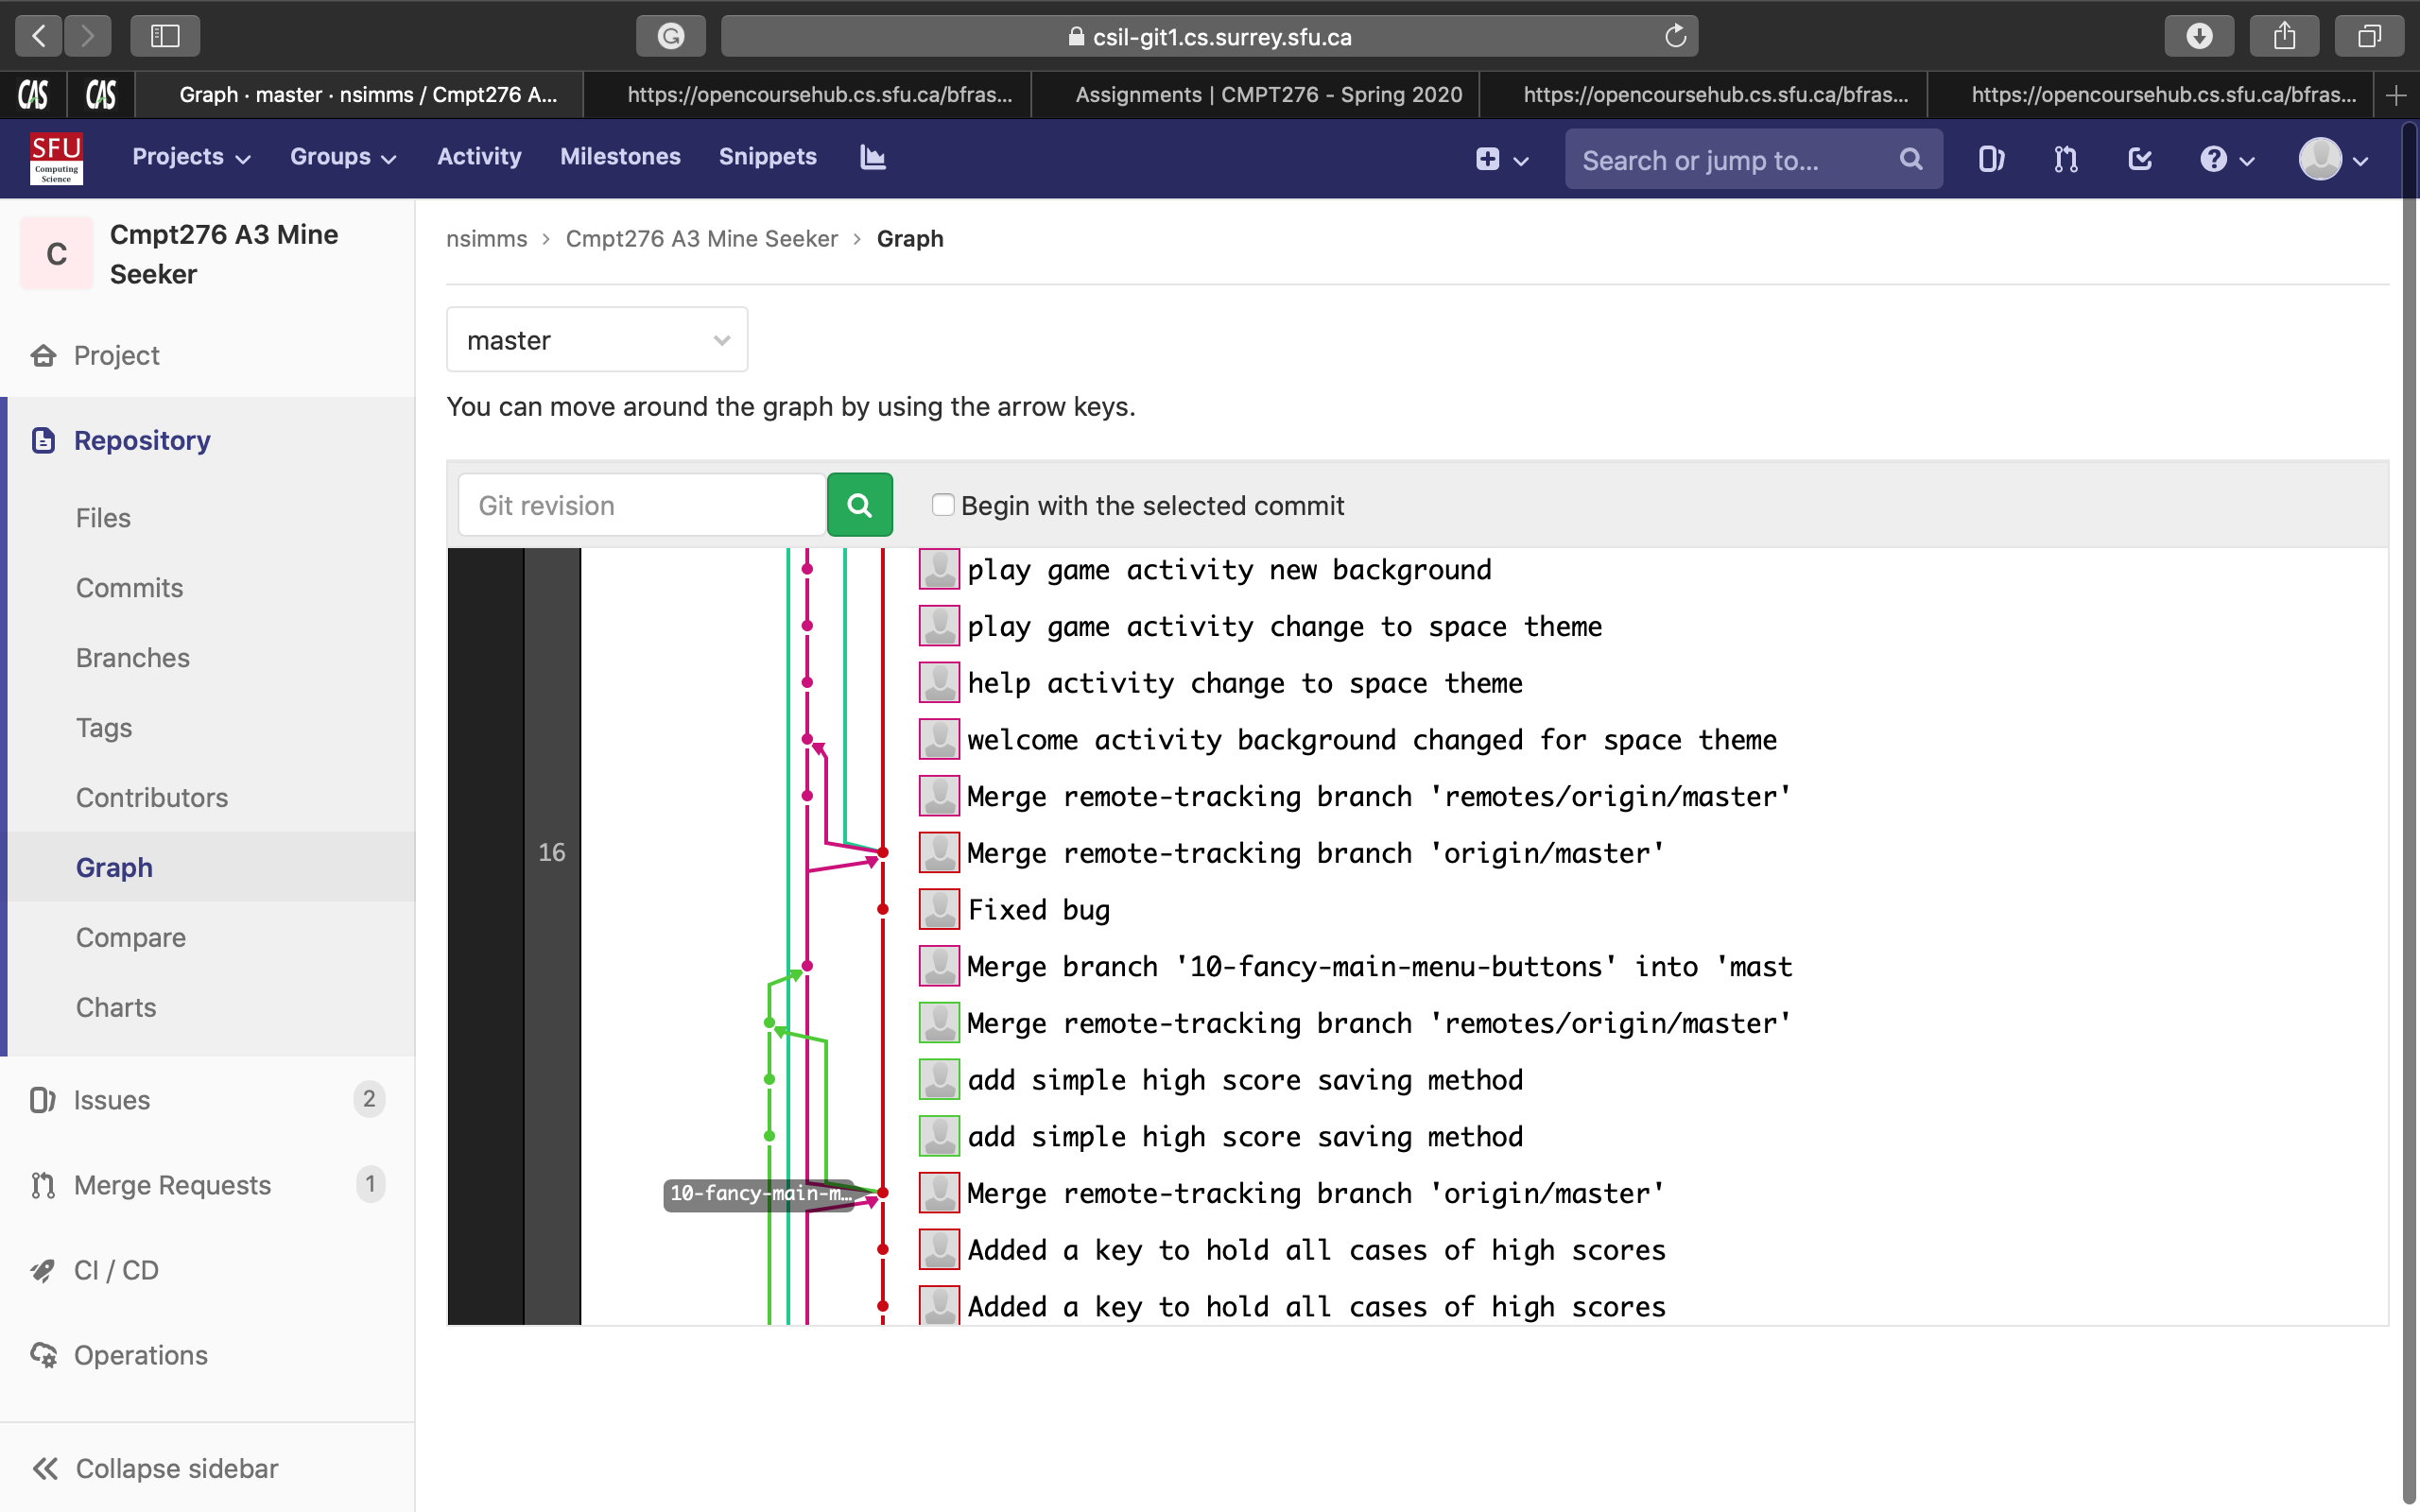 csil-git1.cs.surrey.sfu.ca
CAS
CAS
Graph · master · nsimms / Cmpt276 A...
https://opencoursehub.cs.sfu.ca/bfras...
Assignments | CMPT276 - Spring 2020
https://opencoursehub.cs.sfu.ca/bfras...
https://opencoursehub.cs.sfu.ca/bfras...
SFU
Computing
Science
Projects
Groups
Activity
Milestones
Snippets
Search or jump to...
C
Cmpt276 A3 Mine
Seeker
Project
Repository
Files
Commits
Branches
Tags
Contributors
Graph
Compare
Charts
Issues 2
Merge Requests 1
CI / CD
Operations
Collapse sidebar
nsimms > Cmpt276 A3 Mine Seeker > Graph
master
You can move around the graph by using the arrow keys.
Git revision
Begin with the selected commit
play game activity new background
play game activity change to space theme
help activity change to space theme
welcome activity background changed for space theme
Merge remote-tracking branch 'remotes/origin/master'
16
Merge remote-tracking branch 'origin/master'
Fixed bug
Merge branch '10-fancy-main-menu-buttons' into 'mast
Merge remote-tracking branch 'remotes/origin/master'
add simple high score saving method
add simple high score saving method
10-fancy-main-m…
Merge remote-tracking branch 'origin/master'
Added a key to hold all cases of high scores
Added a key to hold all cases of high scores